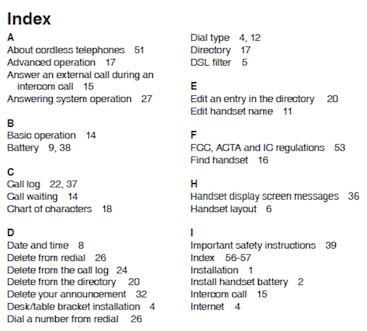 Index
A
About cordless telephones 51
Advanced operation 17
Answer an external call during an
intercom call 15
Answering system operation 27
B
Basic operation 14
Battery 9, 38
C
Call log 22, 37
Call waiting 14
Chart of characters 18
D
Date and time 8
Delete from redial 26
Delete from the call log 24
Delete from the directory 20
Delete your announcement 32
Desk/table bracket installation 4
Dial a number from redial 26
Dial type 4, 12
Directory 17
DSL filter 5
E
Edit an entry in the directory 20
Edit handset name 11
F
FCC, ACTA and IC regulations 53
Find handset 16
H
Handset display screen messages 36
Handset layout 6
I
Important safety instructions 39
Index 56-57
Installation 1
Install handset battery 2
Intercom call 15
Internet 4